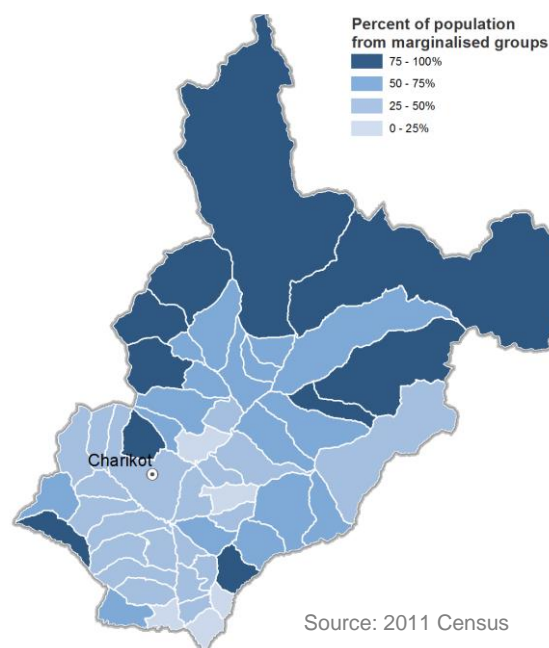 Percent of population
from marginalised groups
75 - 100%
50 - 75%
25 - 50%
0 - 25%
Charikot
Source: 2011 Census